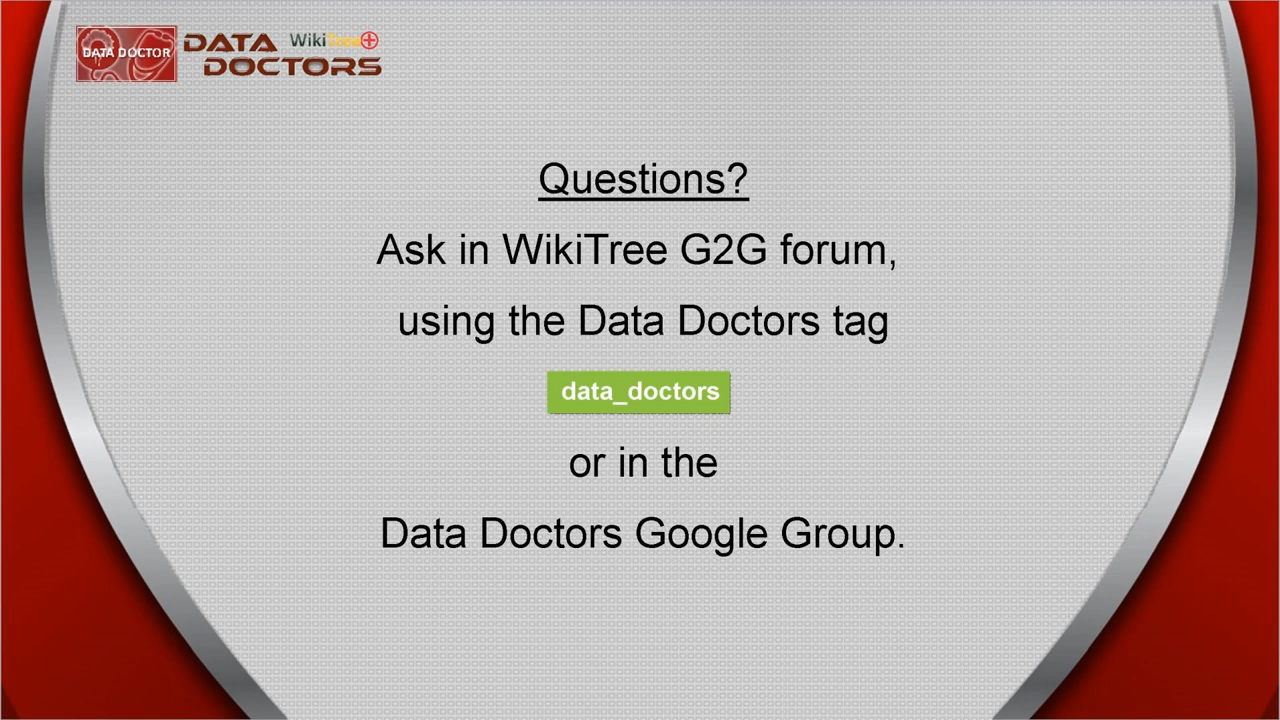 DATA DOCTOR
DATA WikiTree+
DOCTORS
Questions?
Ask in WikiTree G2G forum,
using the Data Doctors tag
data_doctors
or in the
Data Doctors Google Group.